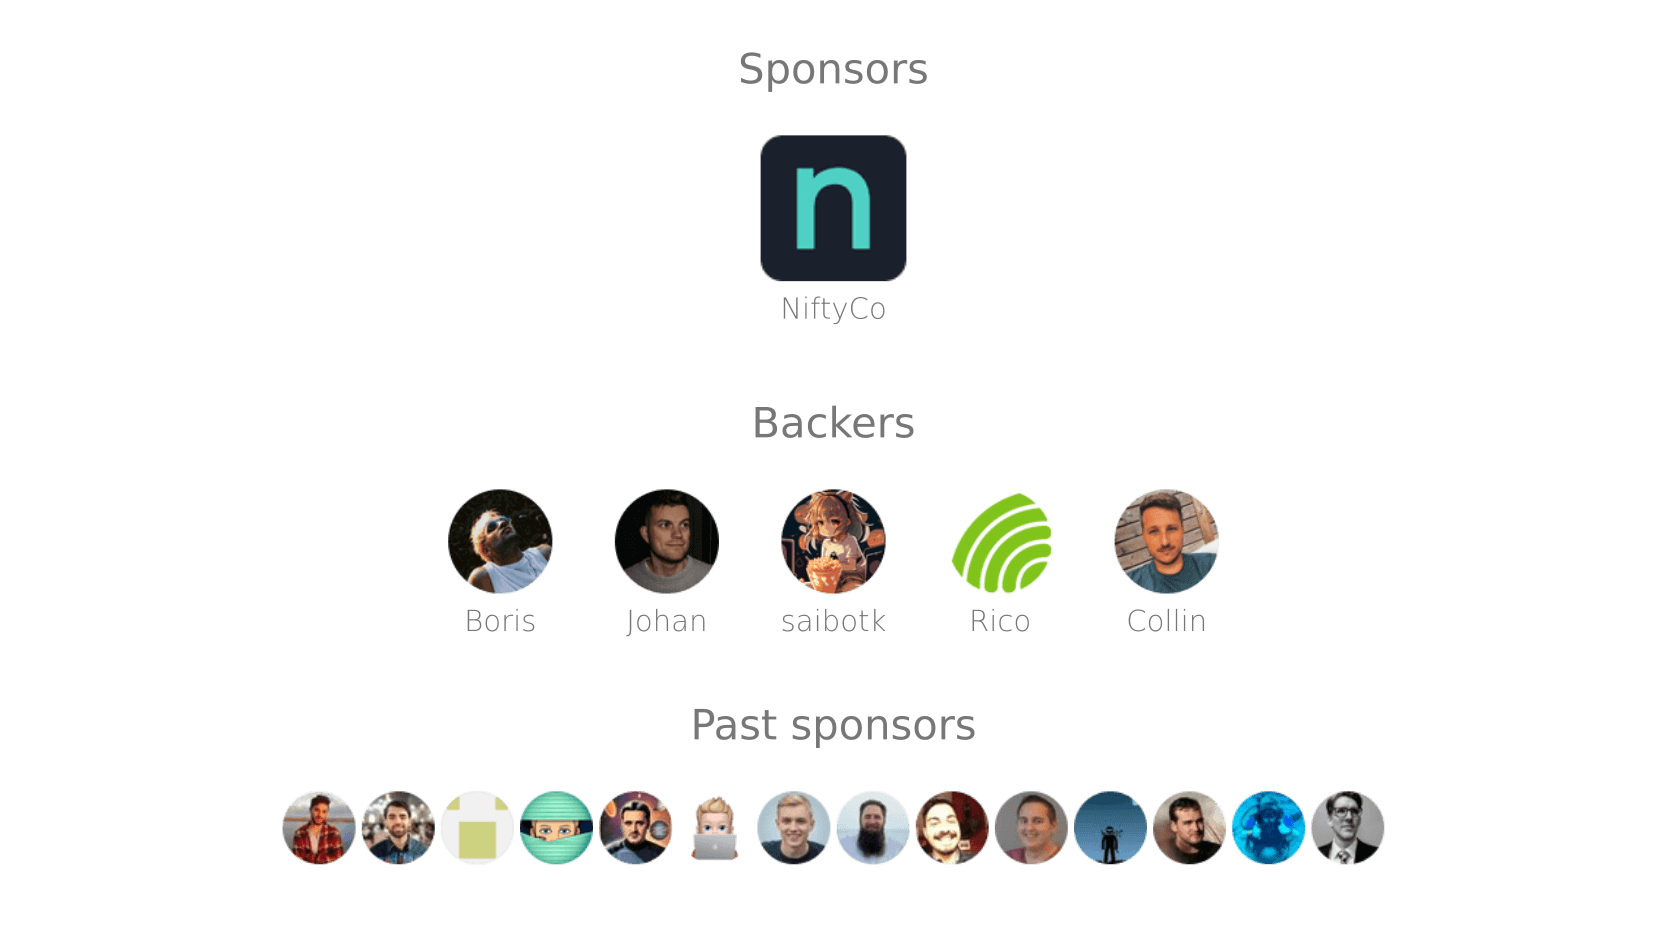 Sponsors
n
NiftyCo
Backers
Boris Johan saibotk Rico Collin
Past sponsors